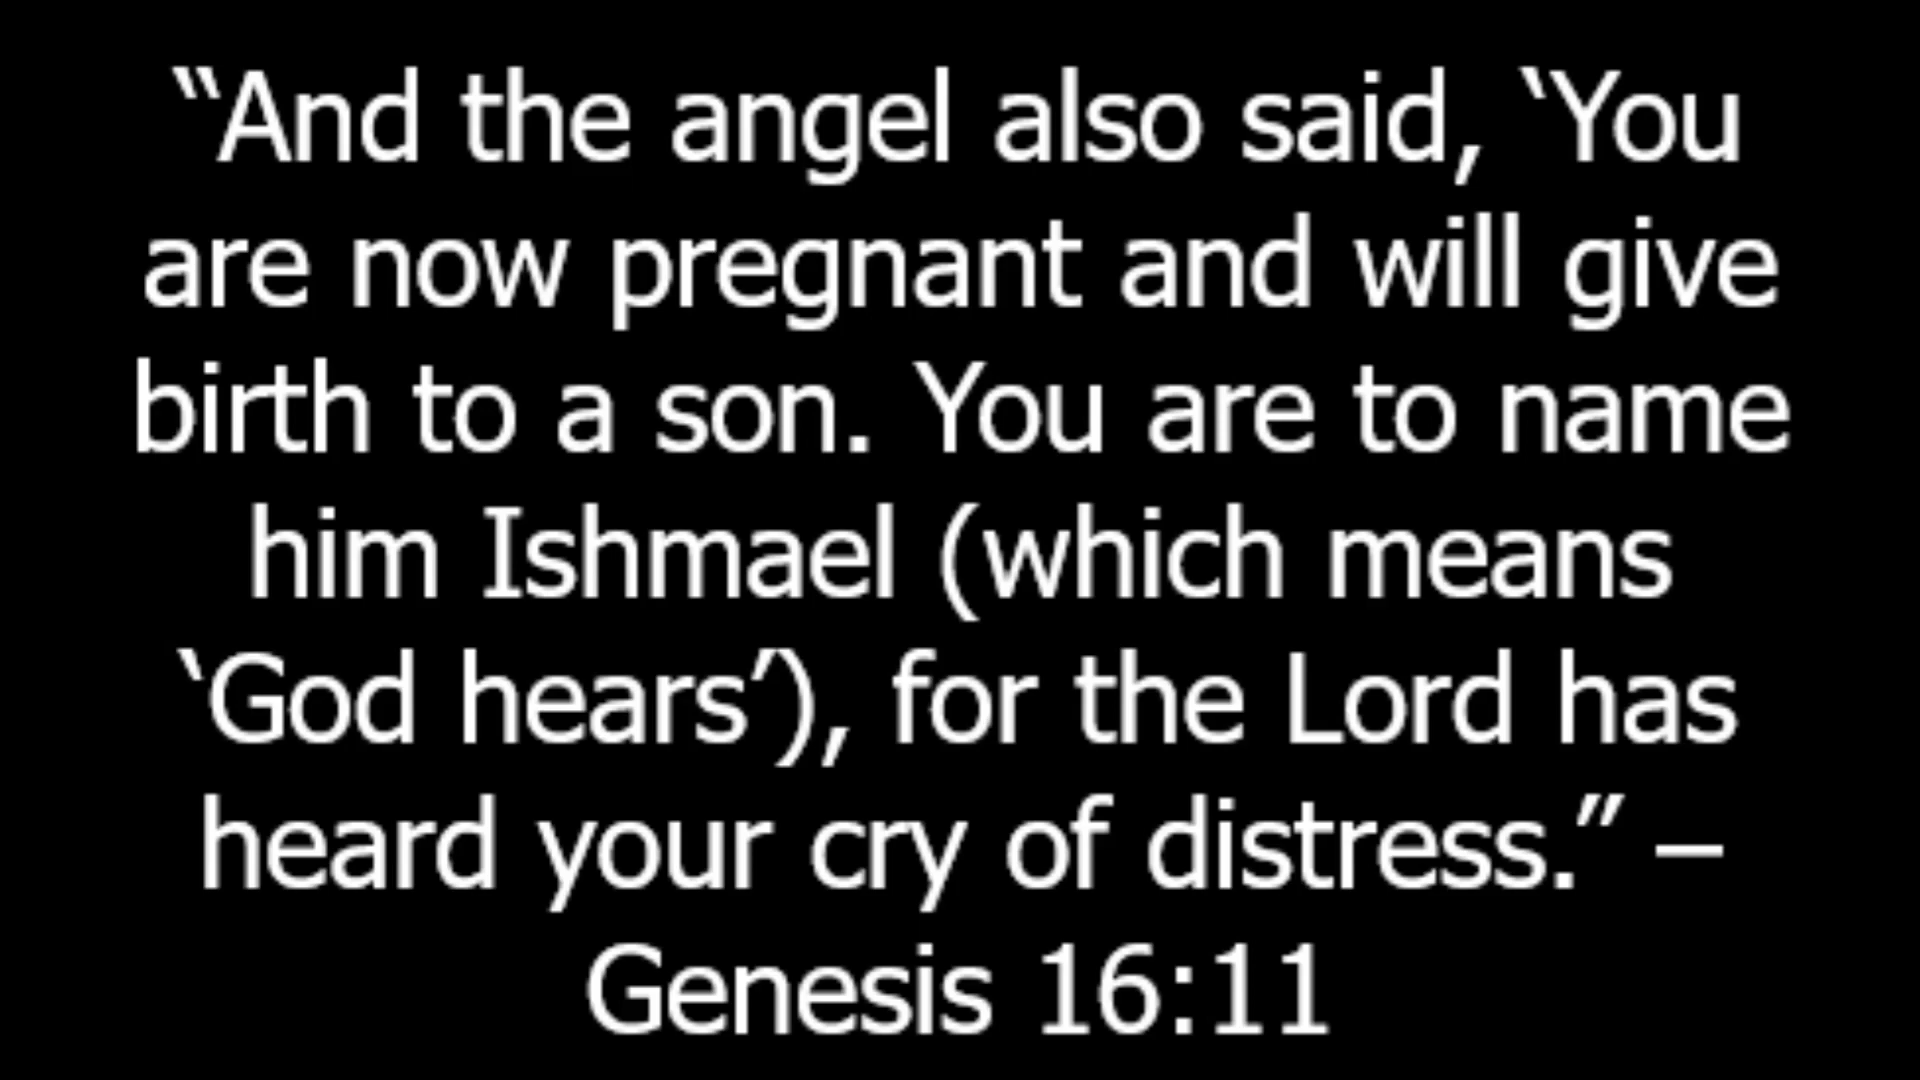 “And the angel also said, ‘You
are now pregnant and will give
birth to a son. You are to name
him Ishmael (which means
‘God hears’), for the Lord has
heard your cry of distress.” –
Genesis 16:11